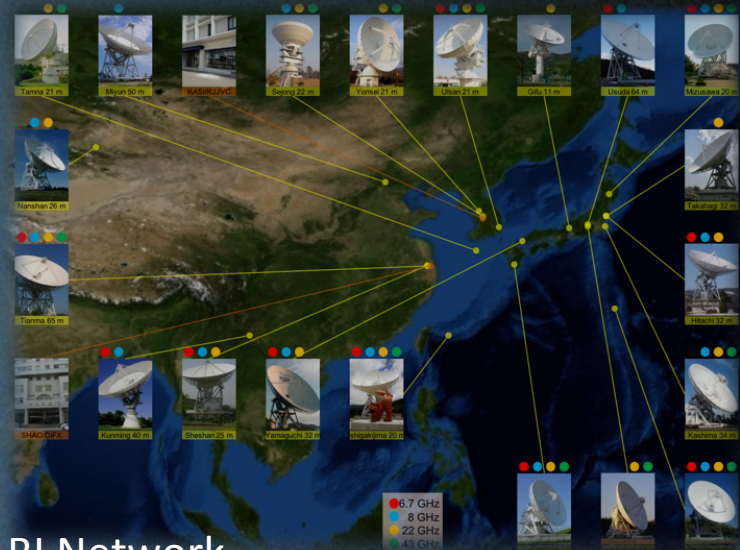 Tamna 21 m
Miyun 50 m
KASI/KJJVC
Sejong 22 m
Yonsei 21 m
Ulsan 21 m
Gifu 11 m
Usuda 64 m
Mizusawa 20 m
Nanshan 26 m
Takahagi 32 m
Tianma 65 m
Hitachi 32 m
SHAO/DiFX
Kunming 40 m
Sheshan 25 m
Yamaguchi 32 m
shigakijima 20 m
Kashima 34 m
6.7 GHz
8 GHz
22 GHz
43 GHz
BI Network